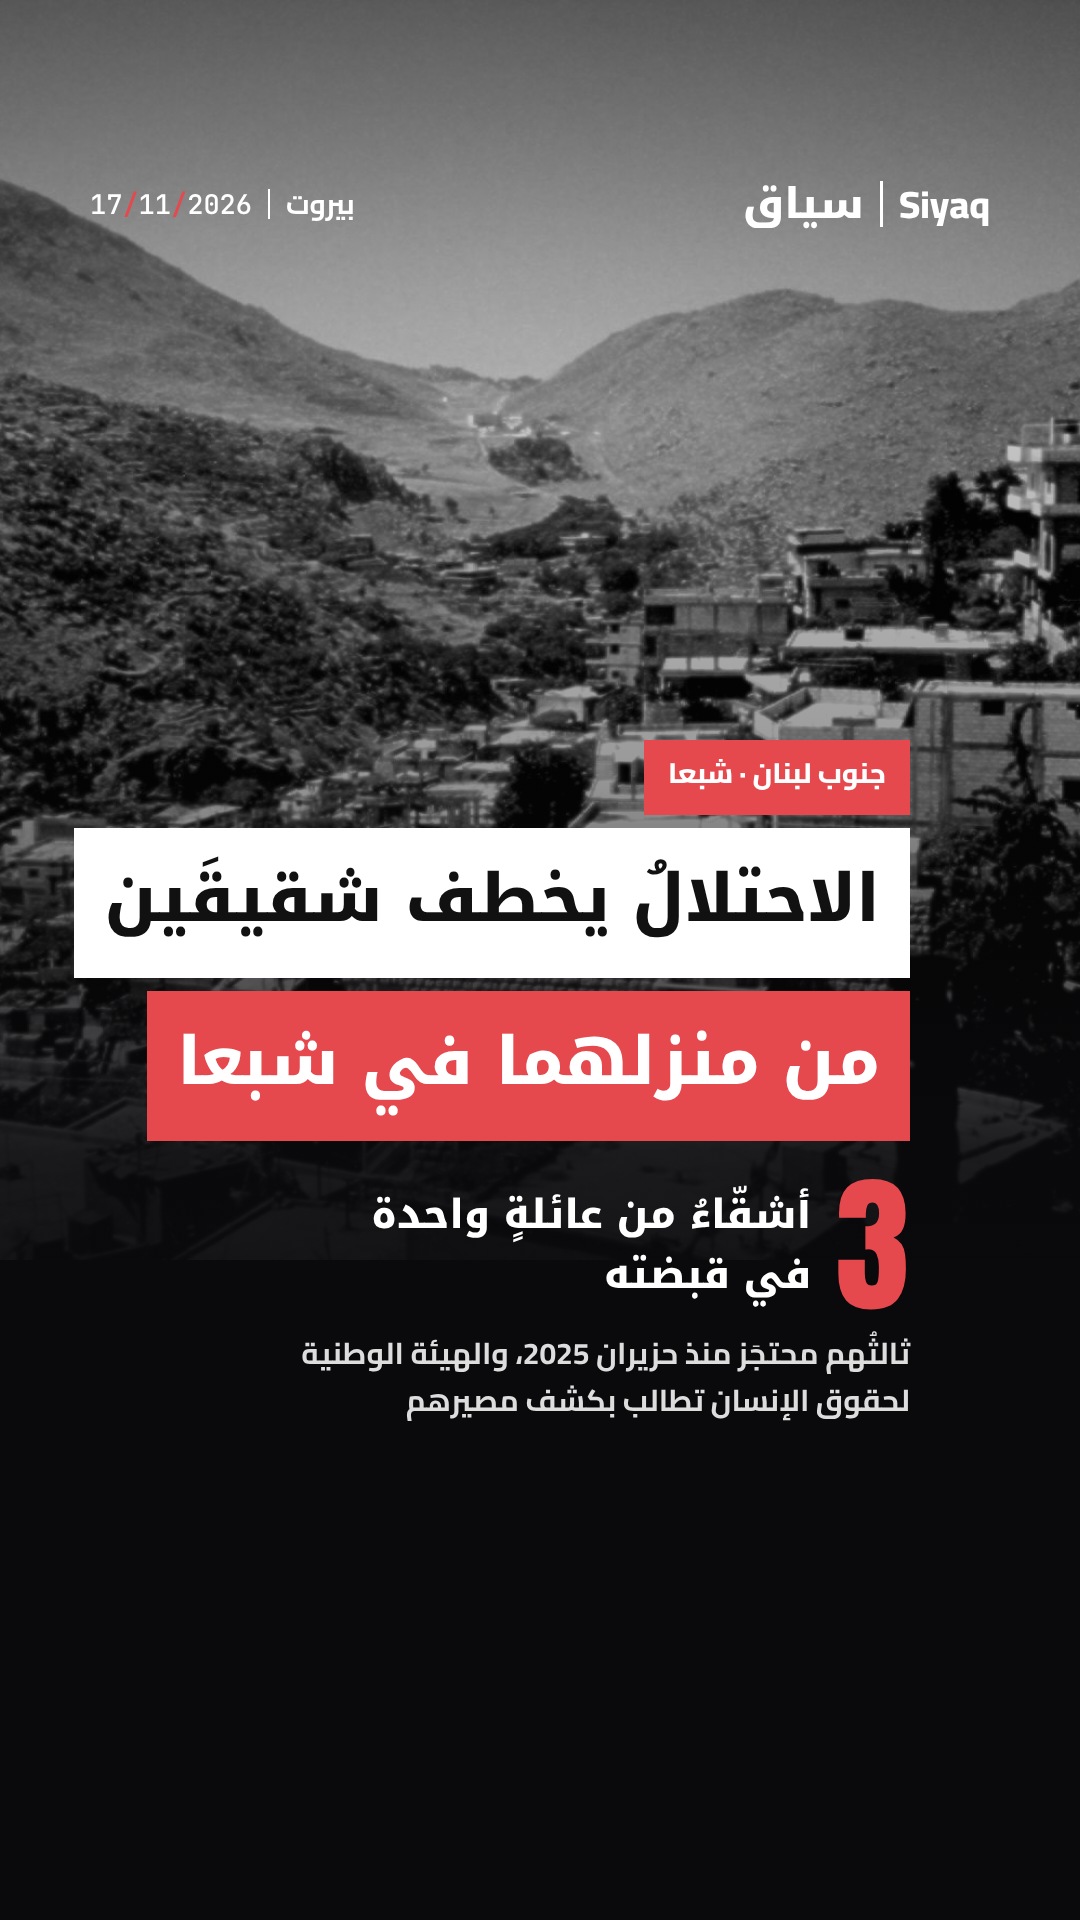 Siyaq | سياق
بيروت | 17/11/2026
جنوب لبنان · شبعا
الاحتلالُ يخطف شقيقَين
من منزلهما في شبعا
3
أشقّاءُ من عائلةٍ واحدة
في قبضته
ثالثُهم محتجَز منذ حزيران 2025، والهيئة الوطنية
لحقوق الإنسان تطالب بكشف مصيرهم